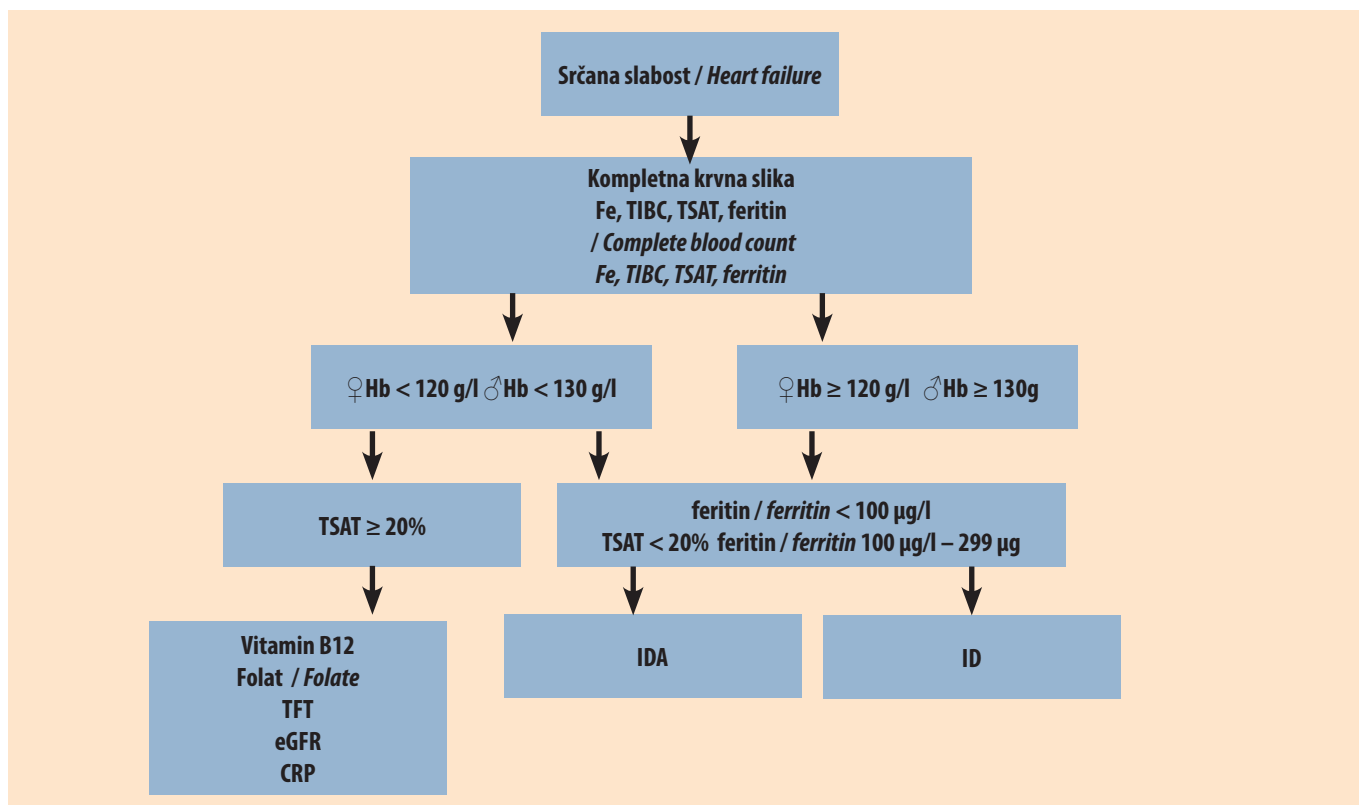 Srčana slabost / Heart failure
Kompletna krvna slika
Fe, TIBC, TSAT, feritin
/ Complete blood count
Fe, TIBC, TSAT, ferritin
♀Hb < 120 g/l ♂Hb < 130 g/l
♀Hb ≥ 120 g/l ♂Hb ≥ 130g
TSAT ≥ 20%
feritin / ferritin < 100 µg/l
TSAT < 20% feritin / ferritin 100 µg/l – 299 µg
Vitamin B12
Folat / Folate
TFT
eGFR
CRP
IDA
ID